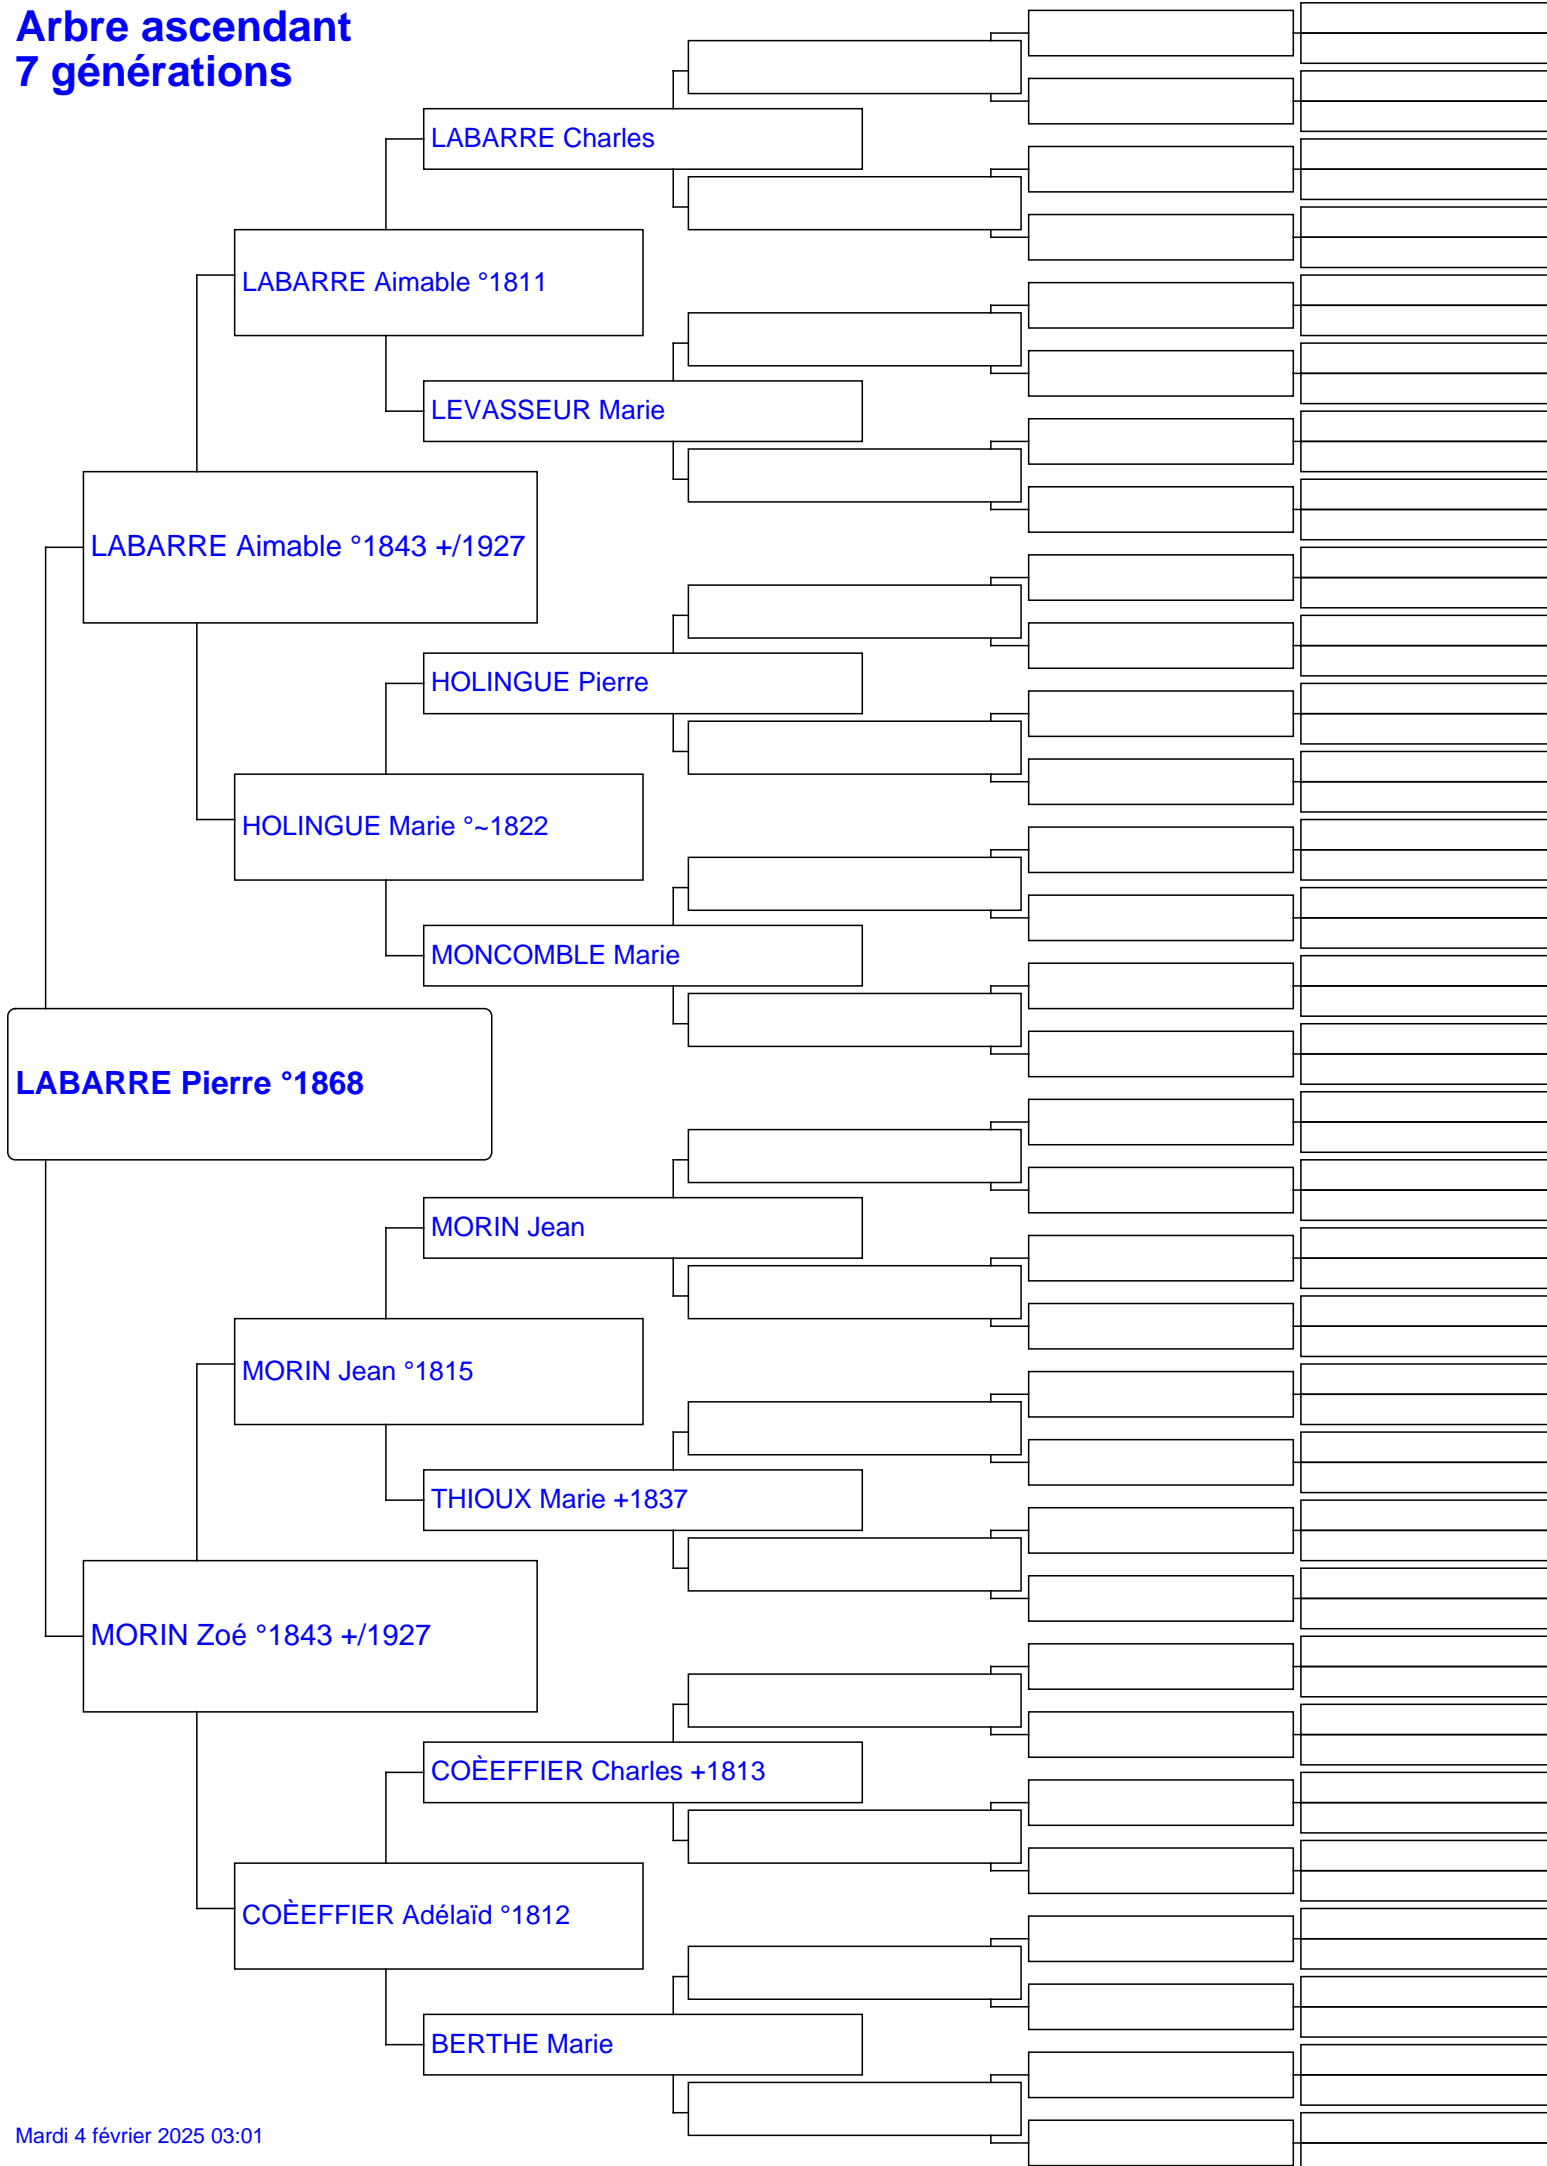 Arbre ascendant
7 générations
LABARRE Charles
LABARRE Aimable °1811
LEVASSEUR Marie
LABARRE Aimable °1843 +/1927
HOLINGUE Pierre
HOLINGUE Marie °~1822
MONCOMBLE Marie
LABARRE Pierre °1868
MORIN Jean
MORIN Jean °1815
THIOUX Marie +1837
MORIN Zoé °1843 +/1927
COÈEFFIER Charles +1813
COÈEFFIER Adélaïd °1812
BERTHE Marie
Mardi 4 février 2025 03:01